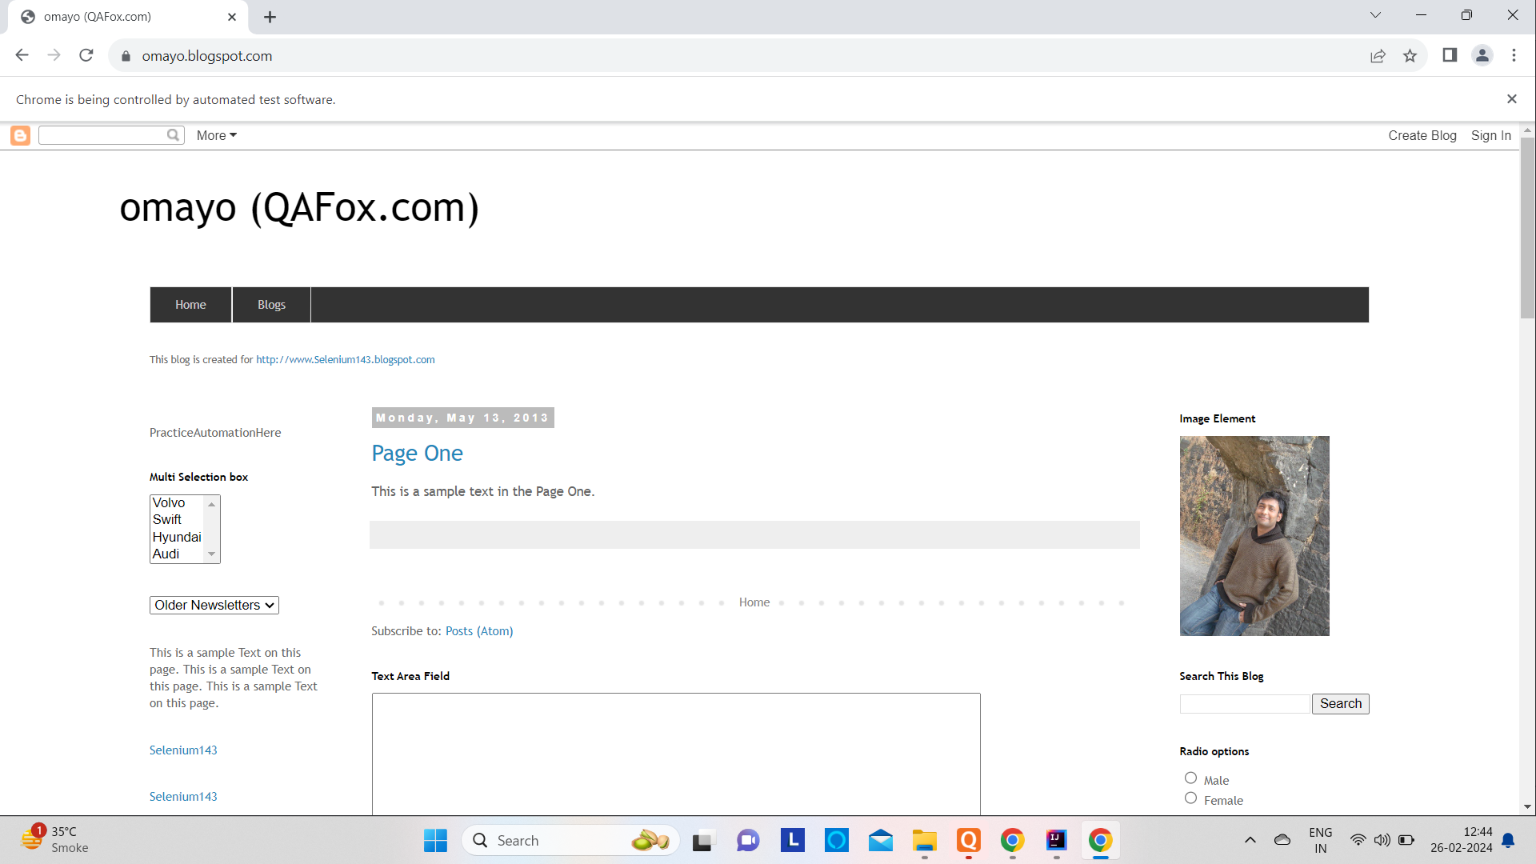 omayo (QAFox.com)
omayo.blogspot.com
Chrome is being controlled by automated test software.
More
Create Blog
Sign In
omayo (QAFox.com)
Home
Blogs
This blog is created for http://www.Selenium143.blogspot.com
PracticeAutomationHere
Multi Selection box
Volvo
Swift
Hyundai
Audi
Older Newsletters
This is a sample Text on this
page. This is a sample Text on
this page. This is a sample Text
on this page.
Selenium143
Selenium143
Monday, May 13, 2013
Page One
This is a sample text in the Page One.
Home
Subscribe to: Posts (Atom)
Text Area Field
Image Element
Search This Blog
Search
Radio options
Male
Female
1
35°C
Smoke
Search
L
Q
IJ
ENG
IN
12:44
26-02-2024